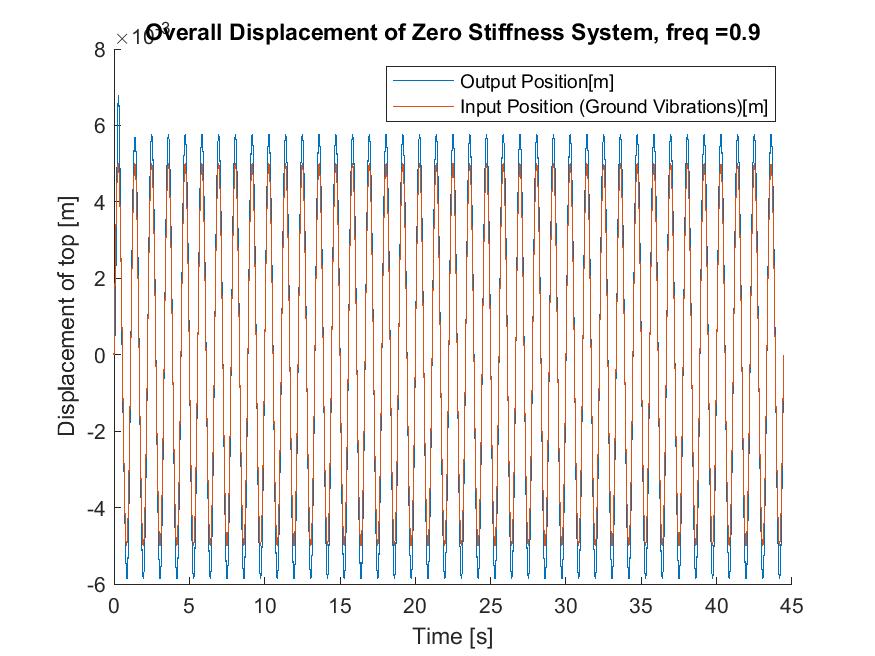 ×10⁻³
Overall Displacement of Zero Stiffness System, freq =0.9
Output Position[m]
Input Position (Ground Vibrations)[m]
Displacement of top [m]
8
6
4
2
0
-2
-4
-6
0 5 10 15 20 25 30 35 40 45
Time [s]